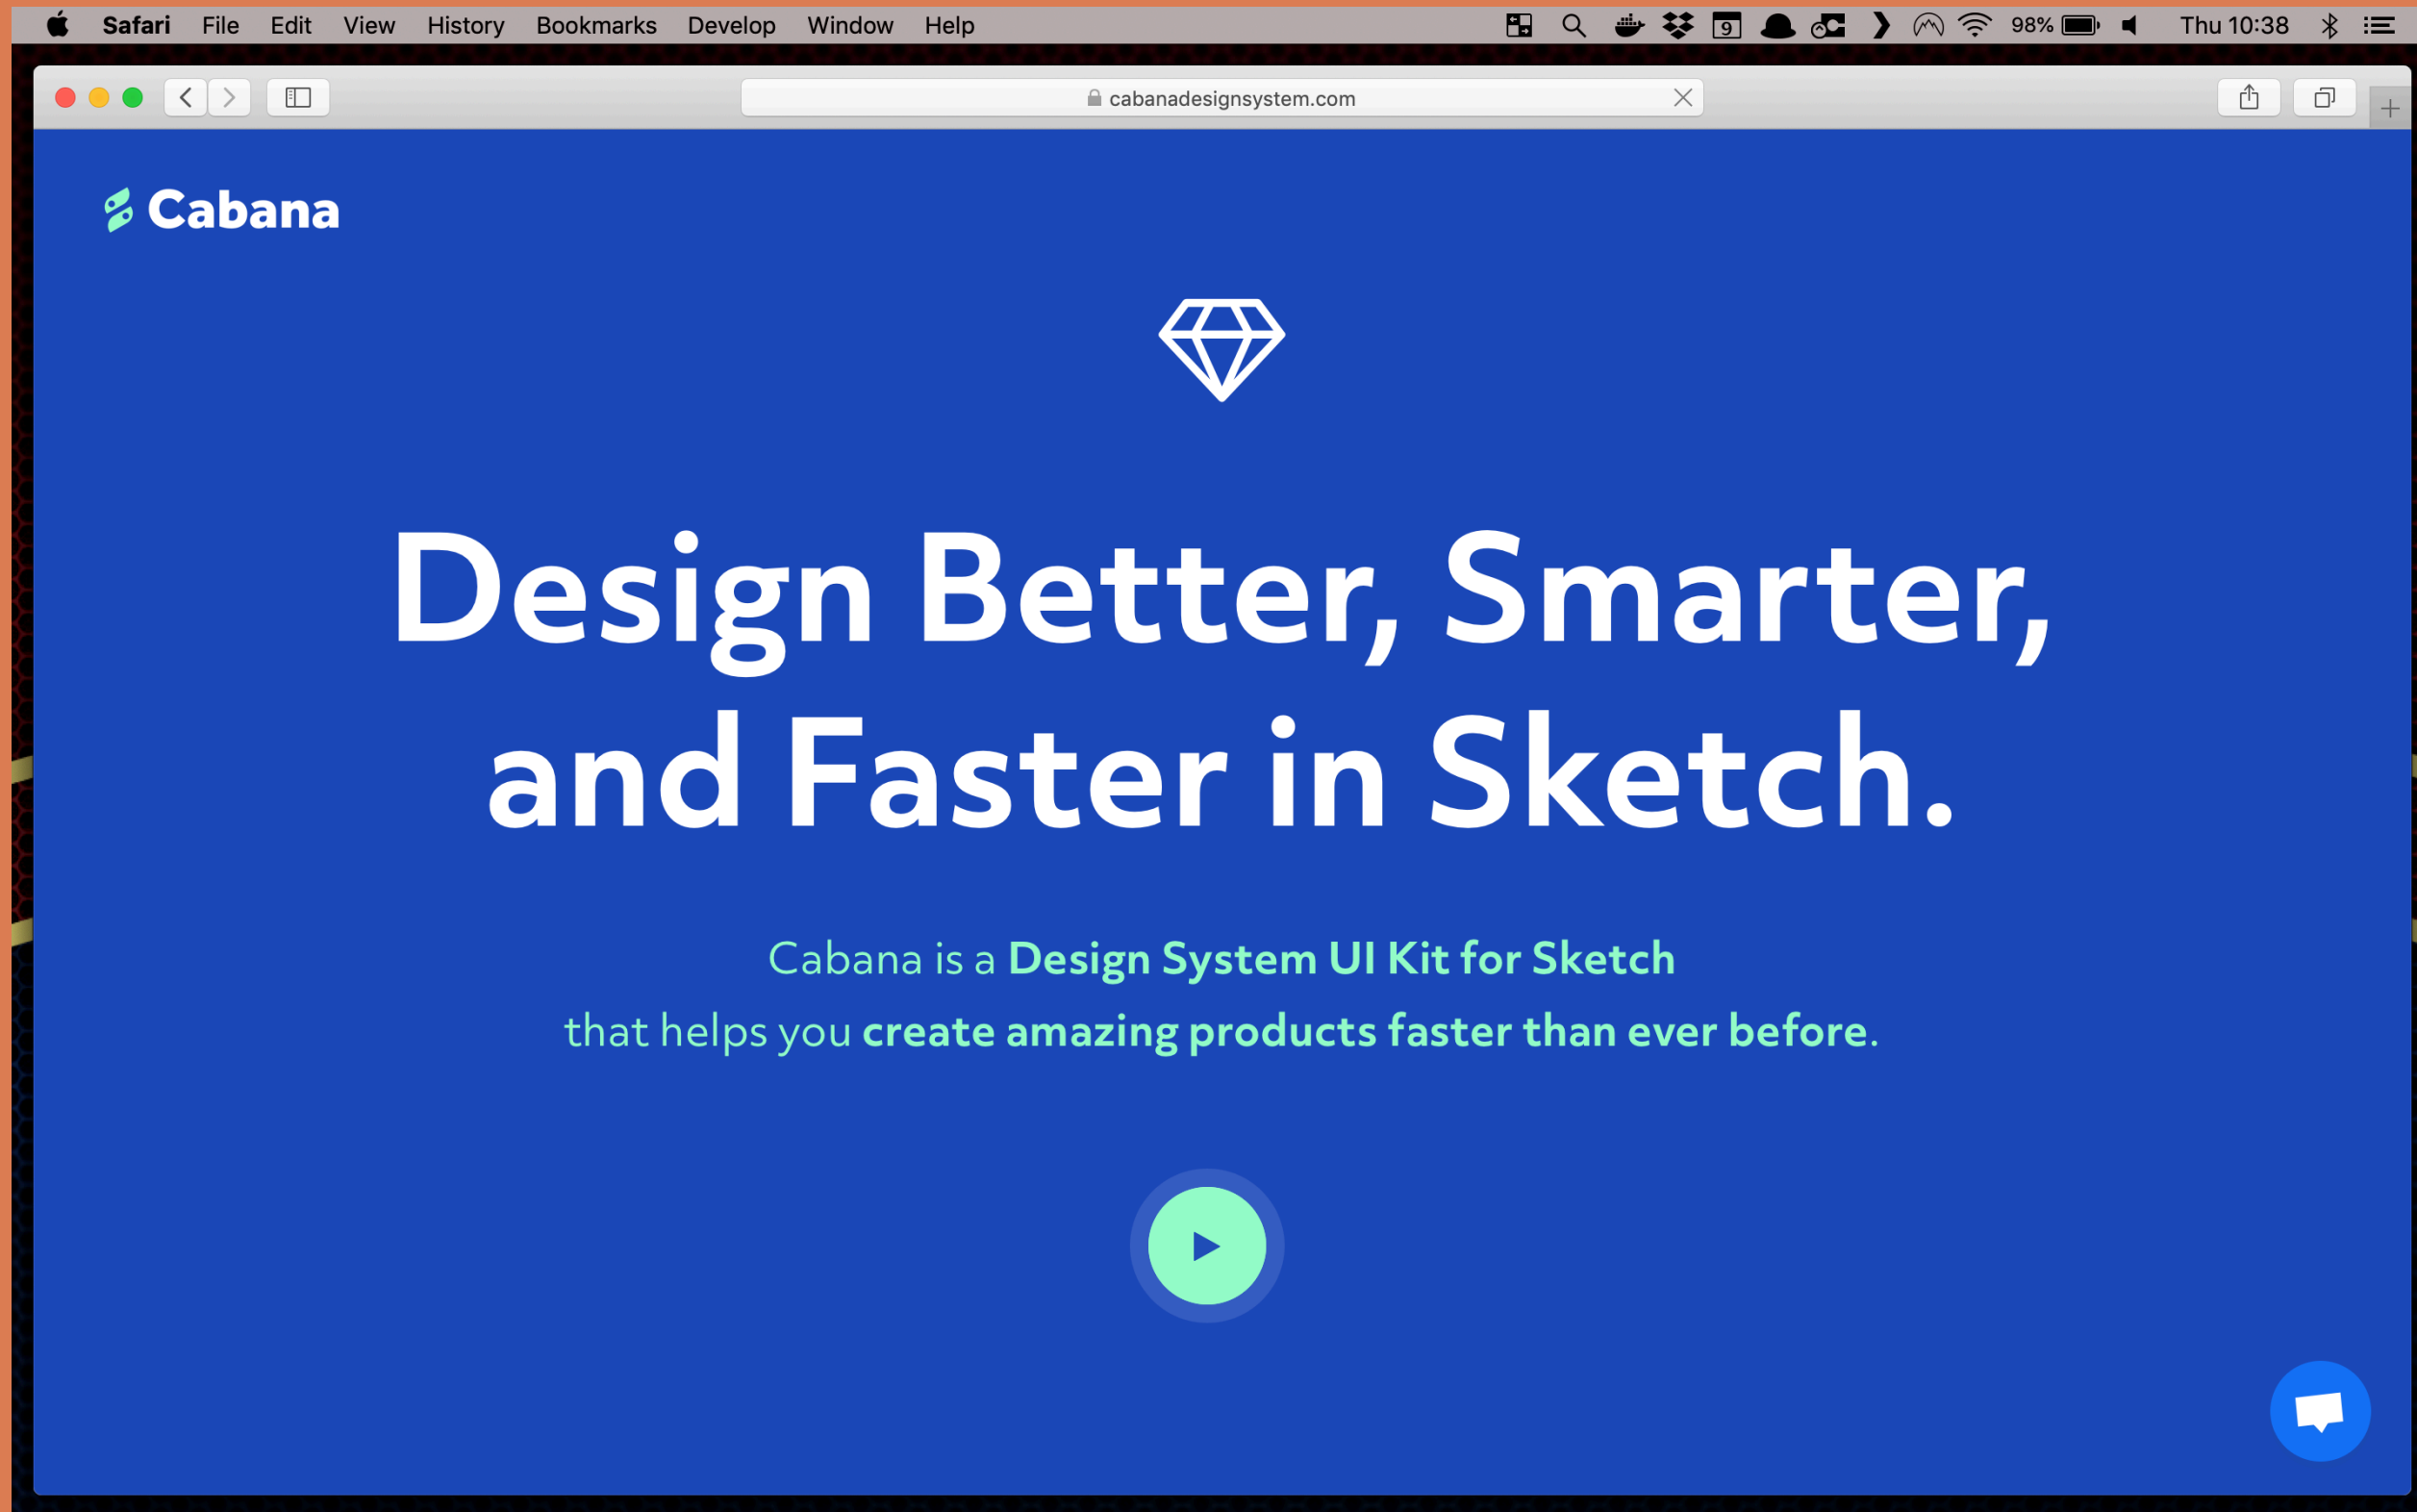 Safari File Edit View History Bookmarks Develop Window Help 9 98% Thu 10:38
cabanadesignsystem.com
Cabana
Design Better, Smarter,
and Faster in Sketch.
Cabana is a Design System UI Kit for Sketch
that helps you create amazing products faster than ever before.